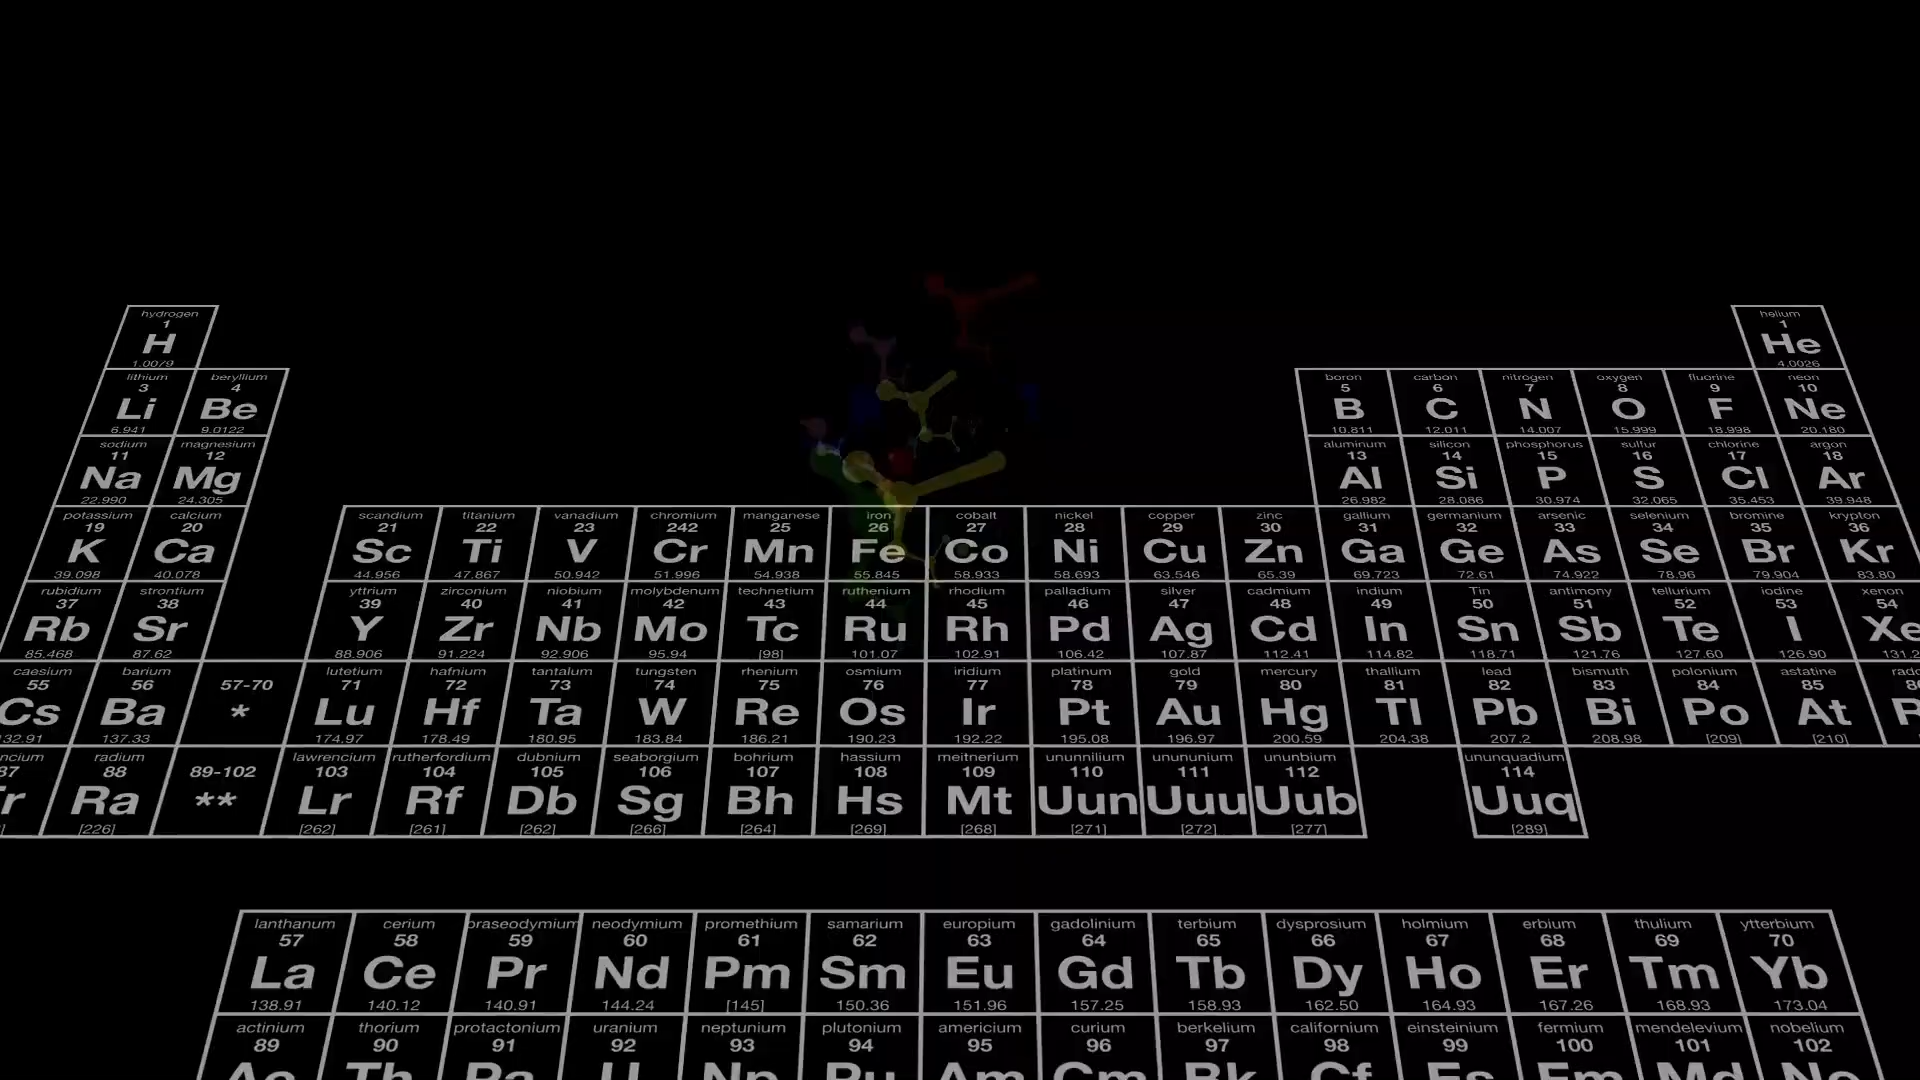 hydrogen helium
1 1
H He
1.0079 4.0026
lithium beryllium boron carbon nitrogen oxygen fluorine neon
3 4 5 6 7 8 9 10
Li Be B C N O F Ne
6.941 9.0122 10.811 12.011 14.007 15.999 18.998 20.180
sodium magnesium aluminum silicon phosphorus sulfur chlorine argon
11 12 13 14 15 16 17 18
Na Mg Al Si P S Cl Ar
22.990 24.305 26.982 28.086 30.974 32.065 35.453 39.948
potassium calcium scandium titanium vanadium chromium manganese iron cobalt nickel copper zinc gallium germanium arsenic selenium bromine krypton
19 20 21 22 23 242 25 26 27 28 29 30 31 32 33 34 35 36
K Ca Sc Ti V Cr Mn Fe Co Ni Cu Zn Ga Ge As Se Br Kr
39.098 40.078 44.956 47.867 50.942 51.996 54.938 55.845 58.933 58.693 63.546 65.39 69.723 72.61 74.922 78.96 79.904 83.80
rubidium strontium yttrium zirconium niobium molybdenum technetium ruthenium rhodium palladium silver cadmium indium Tin antimony tellurium iodine xenon
37 38 39 40 41 42 43 44 45 46 47 48 49 50 51 52 53 54
Rb Sr Y Zr Nb Mo Tc Ru Rh Pd Ag Cd In Sn Sb Te I Xe
85.468 87.62 88.906 91.224 92.906 95.94 [98] 101.07 102.91 106.42 107.87 112.41 114.82 118.71 121.76 127.60 126.90 131.2
caesium barium lutetium hafnium tantalum tungsten rhenium osmium iridium platinum gold mercury thallium lead bismuth polonium astatine
55 56 57-70 71 72 73 74 75 76 77 78 79 80 81 82 83 84 85
Cs Ba * Lu Hf Ta W Re Os Ir Pt Au Hg Tl Pb Bi Po At
132.91 137.33 174.97 178.49 180.95 183.84 186.21 190.23 192.22 195.08 196.97 200.59 204.38 207.2 208.98 [209] [210]
radium lawrencium rutherfordium dubnium seaborgium bohrium hassium meitnerium ununnilium unununium ununbium ununquadium
87 88 89-102 103 104 105 106 107 108 109 110 111 112 114
Ra ** Lr Rf Db Sg Bh Hs Mt Uun Uuu Uub Uuq
[226] [262] [261] [262] [266] [264] [269] [268] [271] [272] [277] [289]
lanthanum cerium praseodymium neodymium promethium samarium europium gadolinium terbium dysprosium holmium erbium thulium ytterbium
57 58 59 60 61 62 63 64 65 66 67 68 69 70
La Ce Pr Nd Pm Sm Eu Gd Tb Dy Ho Er Tm Yb
138.91 140.12 140.91 144.24 [145] 150.36 151.96 157.25 158.93 162.50 164.93 167.26 168.93 173.04
actinium thorium protactonium uranium neptunium plutonium americium curium berkelium californium einsteinium fermium mendelevium nobelium
89 90 91 92 93 94 95 96 97 98 99 100 101 102
Ac Th Pa U Np Pu Am Cm Bk Cf Es Fm Md No